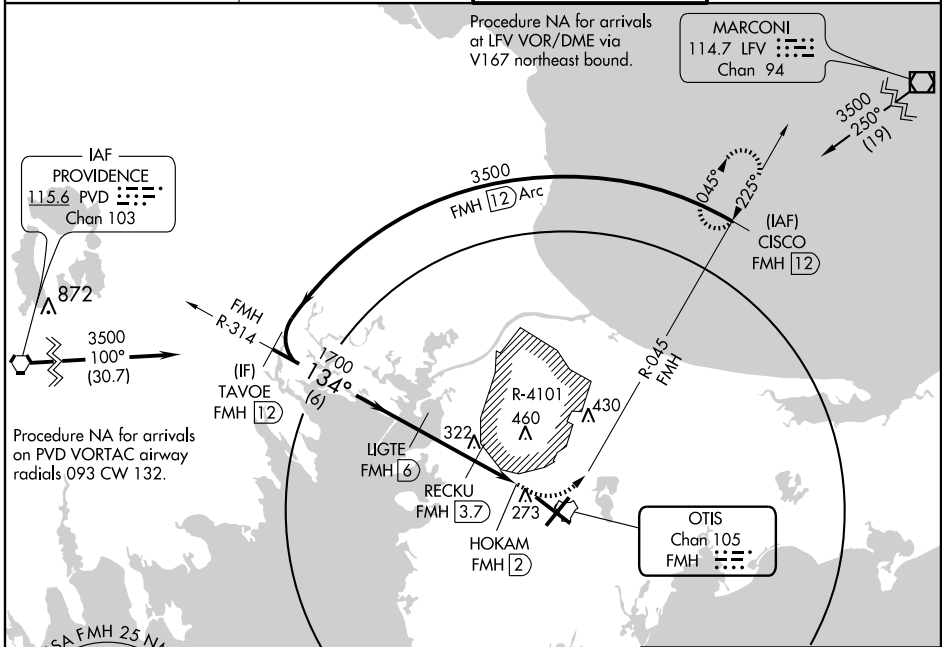 Procedure NA for arrivals
at LFV VOR/DME via
V167 northeast bound.
MARCONI
114.7 LFV
Chan 94
3500
250°
(19)
IAF
PROVIDENCE
115.6 PVD
Chan 103
872
3500
100°
(30.7)
Procedure NA for arrivals
on PVD VORTAC airway
radials 093 CW 132.
3500
FMH 12 Arc
045°
225°
(IAF)
CISCO
FMH 12
R-045
FMH
FMH
R-314
(IF)
TAVOE
FMH 12
1700
134°
(6)
R-4101
460
430
322
LIGTE
FMH 6
RECKU
FMH 3.7
273
HOKAM
FMH 2
OTIS
Chan 105
FMH
SA FMH 25 N